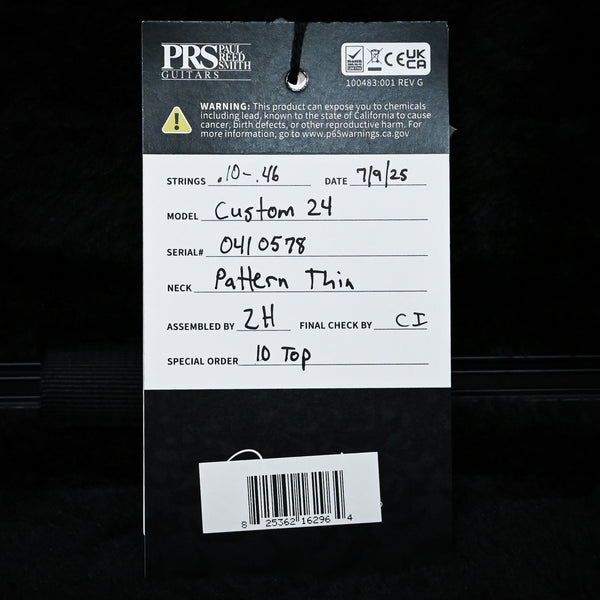 PRS PAUL REED SMITH
GUITARS
CE UKCA
100483:001 REV G
WARNING: This product can expose you to chemicals
including lead, known to the state of California to cause
cancer, birth defects, or other reproductive harm. For
more information, go to www.p65warnings.ca.gov
STRINGS .10-.46 DATE 7/9/25
MODEL Custom 24
SERIAL# 0410578
NECK Pattern Thin
ASSEMBLED BY ZH FINAL CHECK BY CI
SPECIAL ORDER 10 Top
8 25362 16296 4